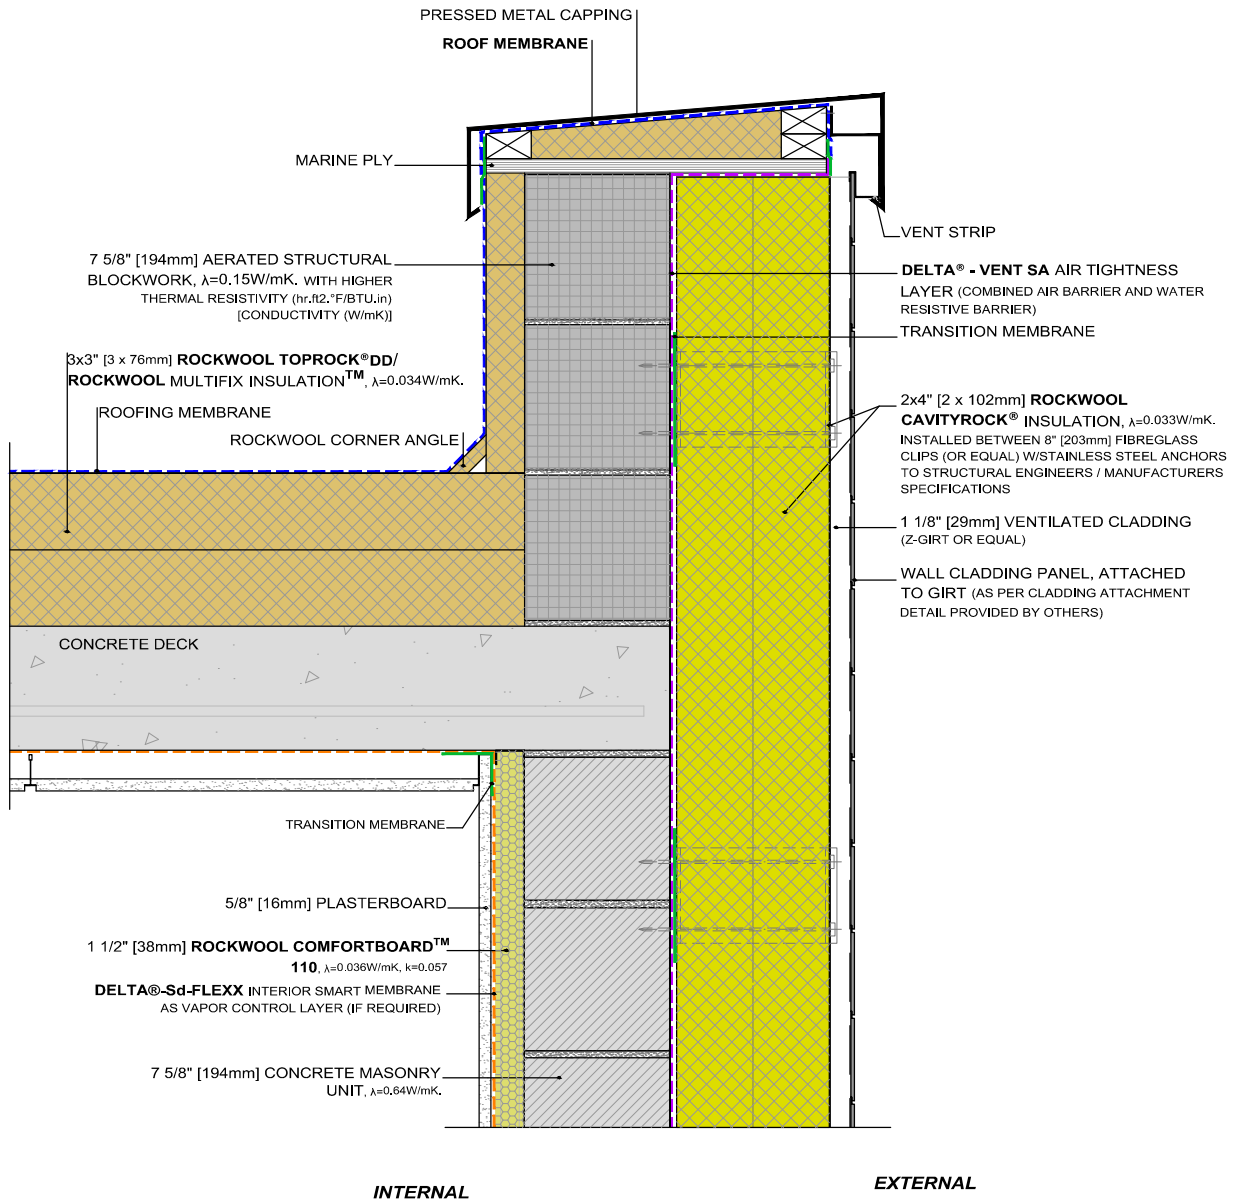 PRESSED METAL CAPPING
ROOF MEMBRANE
MARINE PLY
7 5/8" [194mm] AERATED STRUCTURAL
BLOCKWORK, λ=0.15W/mK. WITH HIGHER
THERMAL RESISTIVITY (hr.ft2.°F/BTU.in)
[CONDUCTIVITY (W/mK)]
3x3" [3 x 76mm] ROCKWOOL TOPROCK® DD/
ROCKWOOL MULTIFIX INSULATION™, λ=0.034W/mK.
ROOFING MEMBRANE
ROCKWOOL CORNER ANGLE
CONCRETE DECK
TRANSITION MEMBRANE
5/8" [16mm] PLASTERBOARD
1 1/2" [38mm] ROCKWOOL COMFORTBOARD™
110, λ=0.036W/mK, k=0.057
DELTA®-Sd-FLEXX INTERIOR SMART MEMBRANE
AS VAPOR CONTROL LAYER (IF REQUIRED)
7 5/8" [194mm] CONCRETE MASONRY
UNIT, λ=0.64W/mK.
VENT STRIP
DELTA® - VENT SA AIR TIGHTNESS
LAYER (COMBINED AIR BARRIER AND WATER
RESISTIVE BARRIER)
TRANSITION MEMBRANE
2x4" [2 x 102mm] ROCKWOOL
CAVITYROCK® INSULATION, λ=0.033W/mK.
INSTALLED BETWEEN 8" [203mm] FIBREGLASS
CLIPS (OR EQUAL) W/STAINLESS STEEL ANCHORS
TO STRUCTURAL ENGINEERS / MANUFACTURERS
SPECIFICATIONS
1 1/8" [29mm] VENTILATED CLADDING
(Z-GIRT OR EQUAL)
WALL CLADDING PANEL, ATTACHED
TO GIRT (AS PER CLADDING ATTACHMENT
DETAIL PROVIDED BY OTHERS)
INTERNAL
EXTERNAL